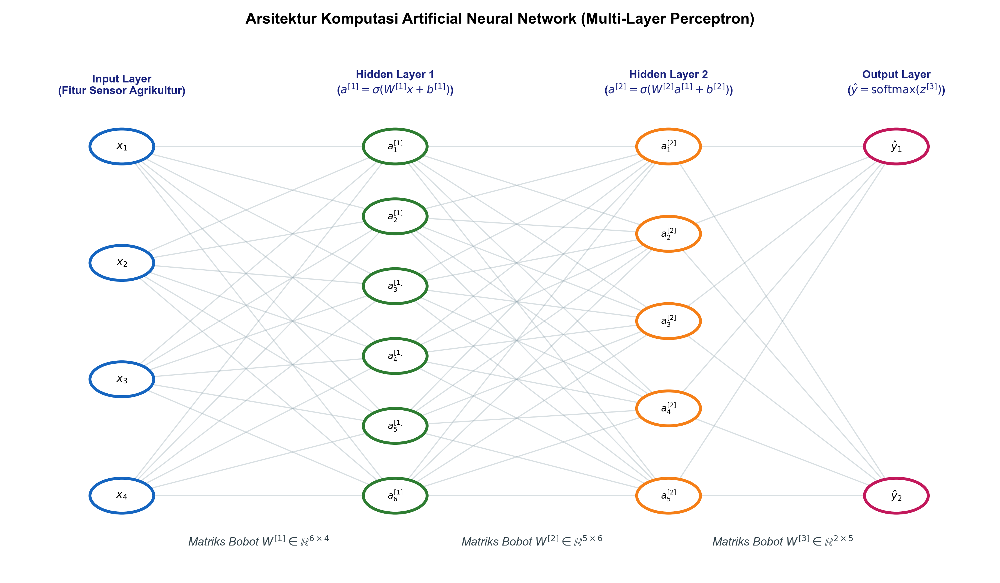 Arsitektur Komputasi Artificial Neural Network (Multi-Layer Perceptron)
Input Layer
(Fitur Sensor Agrikultur)
Hidden Layer 1
(a^[1] = σ(W^[1]x + b^[1]))
Hidden Layer 2
(a^[2] = σ(W^[2]a^[1] + b^[2]))
Output Layer
(ŷ = softmax(z^[3]))
x₁
x₂
x₃
x₄
a₁^[1]
a₂^[1]
a₃^[1]
a₄^[1]
a₅^[1]
a₆^[1]
a₁^[2]
a₂^[2]
a₃^[2]
a₄^[2]
a₅^[2]
ŷ₁
ŷ₂
Matriks Bobot W^[1] ∈ ℝ^6×4
Matriks Bobot W^[2] ∈ ℝ^5×6
Matriks Bobot W^[3] ∈ ℝ^2×5